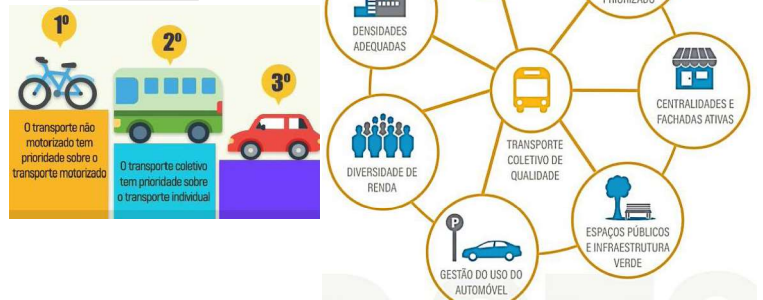 1º
2º
3º
O transporte não
motorizado tem
prioridade sobre o
transporte motorizado
O transporte coletivo
tem prioridade sobre
o transporte individual
DENSIDADES
ADEQUADAS
PRIORIZADO
CENTRALIDADES E
FACHADAS ATIVAS
TRANSPORTE
COLETIVO DE
QUALIDADE
DIVERSIDADE DE
RENDA
ESPAÇOS PÚBLICOS
E INFRAESTRUTURA
VERDE
P
GESTÃO DO USO DO
AUTOMÓVEL